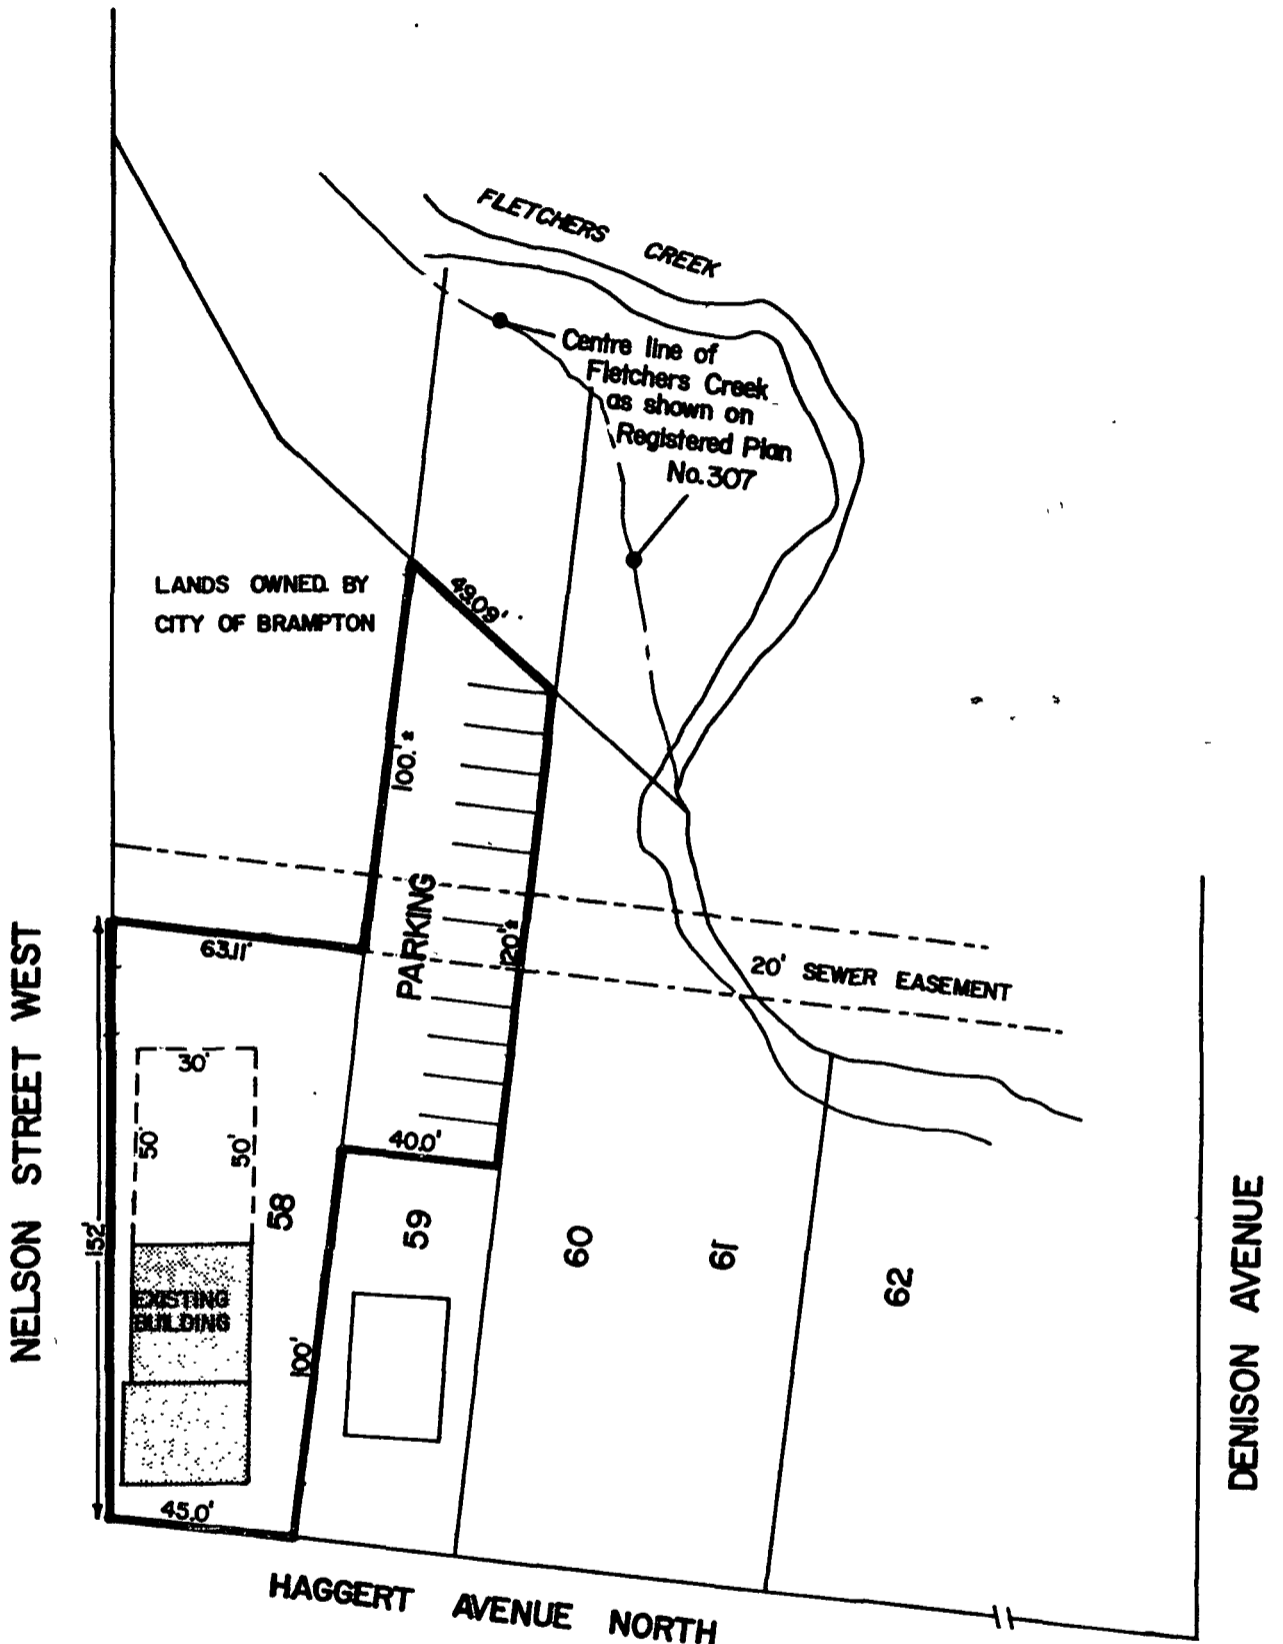 FLETCHERS CREEK
Centre line of
Fletchers Creek
as shown on
Registered Plan
No. 307
LANDS OWNED BY
CITY OF BRAMPTON
49.09'
100.'±
PARKING
120'±
63.11'
20' SEWER EASEMENT
NELSON STREET WEST
152'
30'
50'
50'
40.0'
58
59
60
61
62
EXISTING
BUILDING
100'
45.0'
DENISON AVENUE
HAGGERT AVENUE NORTH